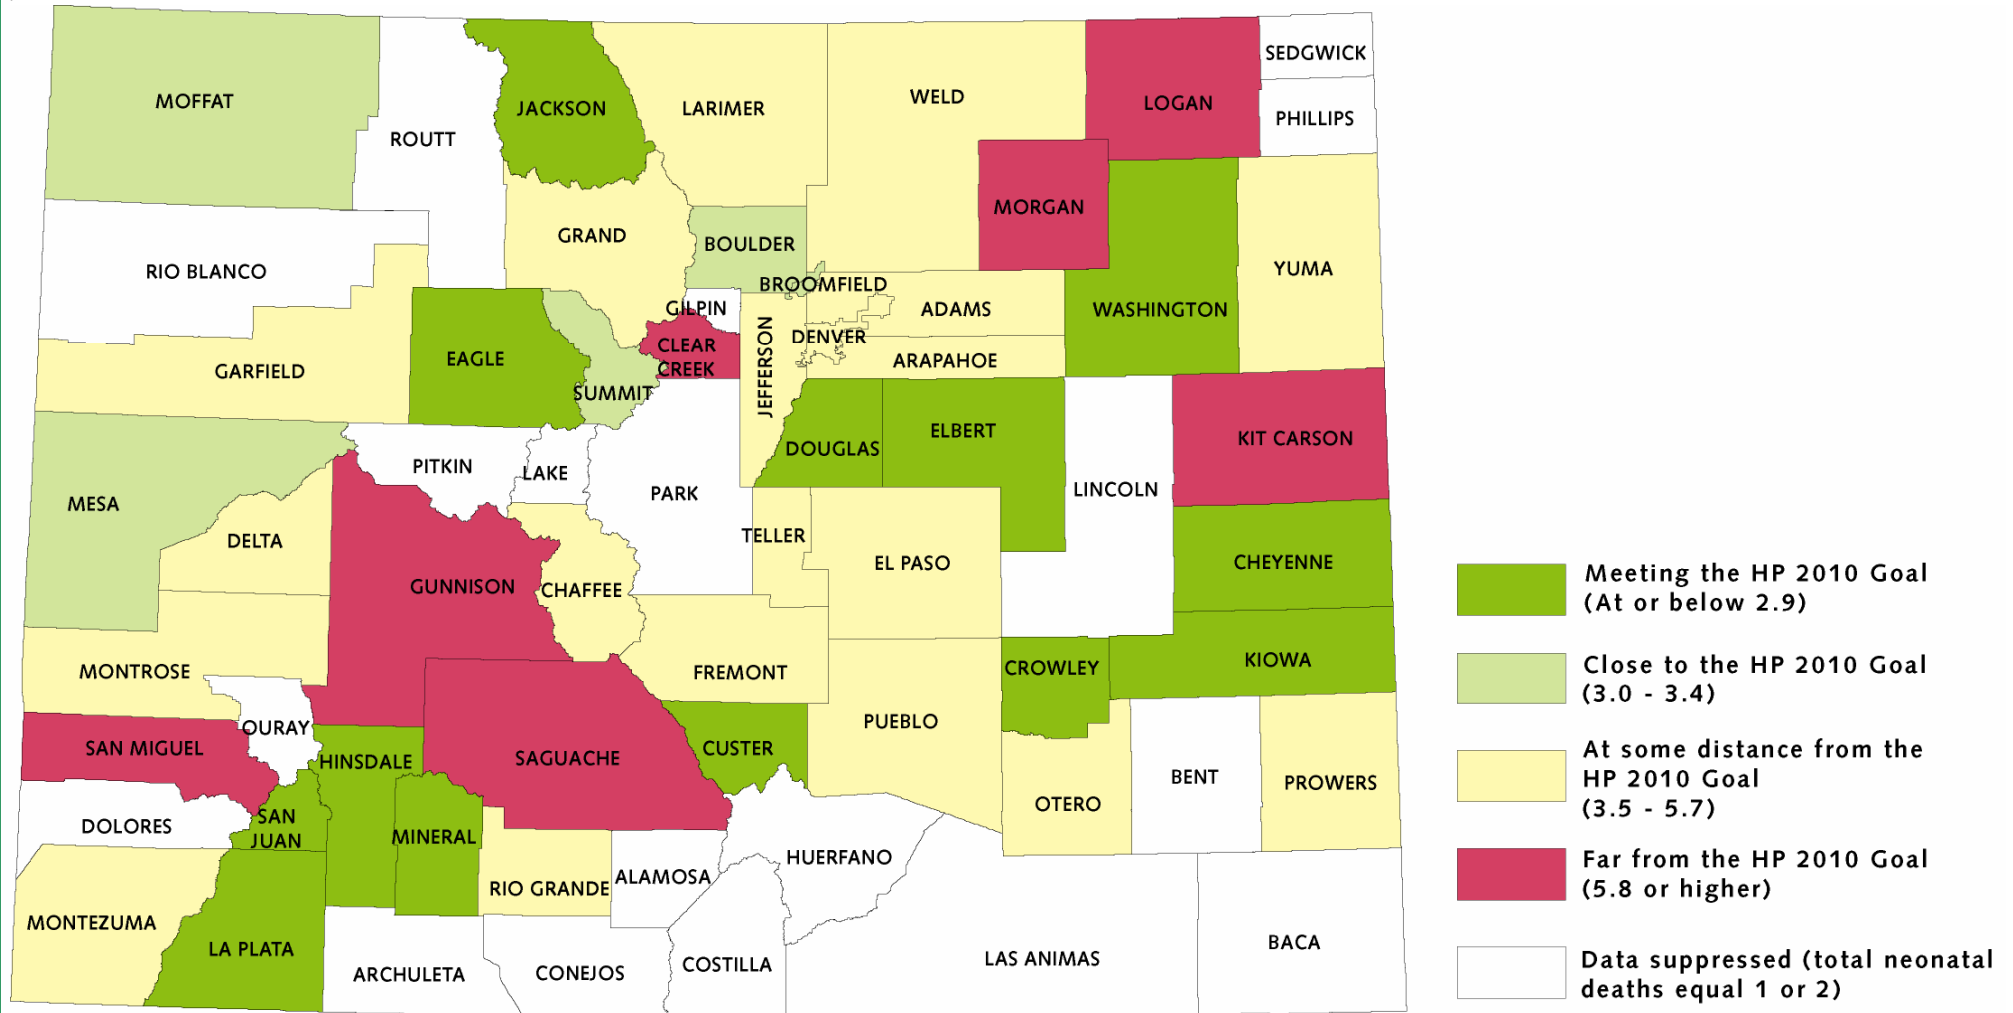 MOFFAT
ROUTT
JACKSON
LARIMER
WELD
LOGAN
SEDGWICK
PHILLIPS
MORGAN
RIO BLANCO
GRAND
BOULDER
BROOMFIELD
YUMA
GILPIN
ADAMS
WASHINGTON
GARFIELD
EAGLE
SUMMIT
CLEAR
CREEK
JEFFERSON
DENVER
ARAPAHOE
DOUGLAS
ELBERT
KIT CARSON
MESA
PITKIN
LAKE
PARK
LINCOLN
DELTA
GUNNISON
CHAFFEE
TELLER
EL PASO
CHEYENNE
MONTROSE
FREMONT
CROWLEY
KIOWA
OURAY
SAN MIGUEL
HINSDALE
SAGUACHE
CUSTER
PUEBLO
BENT
PROWERS
OTERO
DOLORES
SAN
JUAN
MINERAL
RIO GRANDE
ALAMOSA
HUERFANO
MONTEZUMA
LA PLATA
ARCHULETA
CONEJOS
COSTILLA
LAS ANIMAS
BACA
Meeting the HP 2010 Goal
(At or below 2.9)
Close to the HP 2010 Goal
(3.0 - 3.4)
At some distance from the
HP 2010 Goal
(3.5 - 5.7)
Far from the HP 2010 Goal
(5.8 or higher)
Data suppressed (total neonatal
deaths equal 1 or 2)